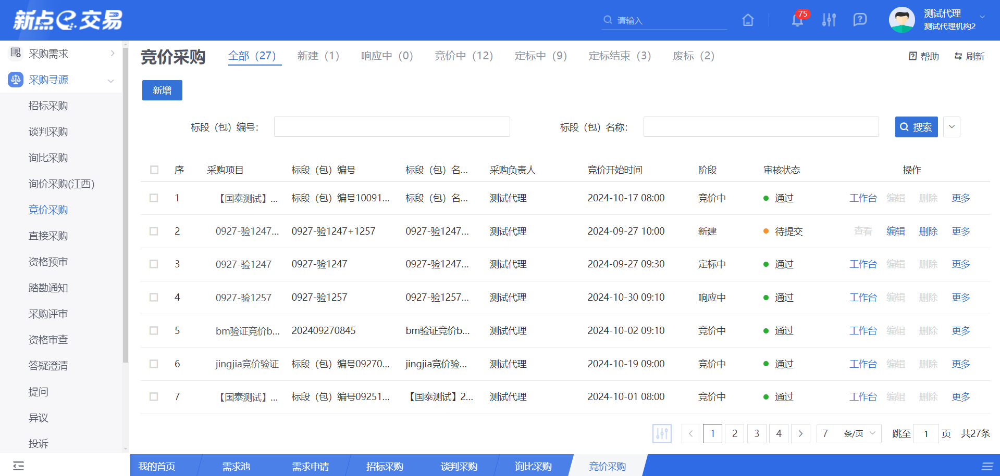 新点e交易
请输入
75
测试代理
测试代理机构2
采购需求
采购寻源
招标采购
谈判采购
询比采购
询价采购(江西)
竞价采购
直接采购
资格预审
踏勘通知
采购评审
资格审查
答疑澄清
提问
异议
投诉
竞价采购 全部（27） 新建（1） 响应中（0） 竞价中（12） 定标中（9） 定标结束（3） 废标（2） 帮助 刷新
新增
标段（包）编号： 标段（包）名称： 搜索
序 采购项目 标段（包）编号 标段（包）名... 采购负责人 竞价开始时间 阶段 审核状态 操作
1 【国泰测试】... 标段（包）编号10091... 标段（包）名... 测试代理 2024-10-17 08:00 竞价中 通过 工作台 编辑 删除 更多
2 0927-验1247... 0927-验1247+1257 0927-验1247... 测试代理 2024-09-27 10:00 新建 待提交 查看 编辑 删除 更多
3 0927-验1247 0927-验1247 0927-验1247... 测试代理 2024-09-27 09:30 定标中 通过 工作台 编辑 删除 更多
4 0927-验1257 0927-验1257 0927-验1257... 测试代理 2024-10-30 09:10 响应中 通过 工作台 编辑 删除 更多
5 bm验证竞价b... 202409270845 bm验证竞价b... 测试代理 2024-10-02 09:10 竞价中 通过 工作台 编辑 删除 更多
6 jingjia竞价验证 标段（包）编号09270... jingjia竞价验... 测试代理 2024-10-19 09:00 竞价中 通过 工作台 编辑 删除 更多
7 【国泰测试】... 标段（包）编号09251... 【国泰测试】2... 测试代理 2024-10-01 08:00 竞价中 通过 工作台 编辑 删除 更多
1 2 3 4 7 条/页 跳至 1 页 共27条
我的首页 需求池 需求申请 招标采购 谈判采购 询比采购 竞价采购